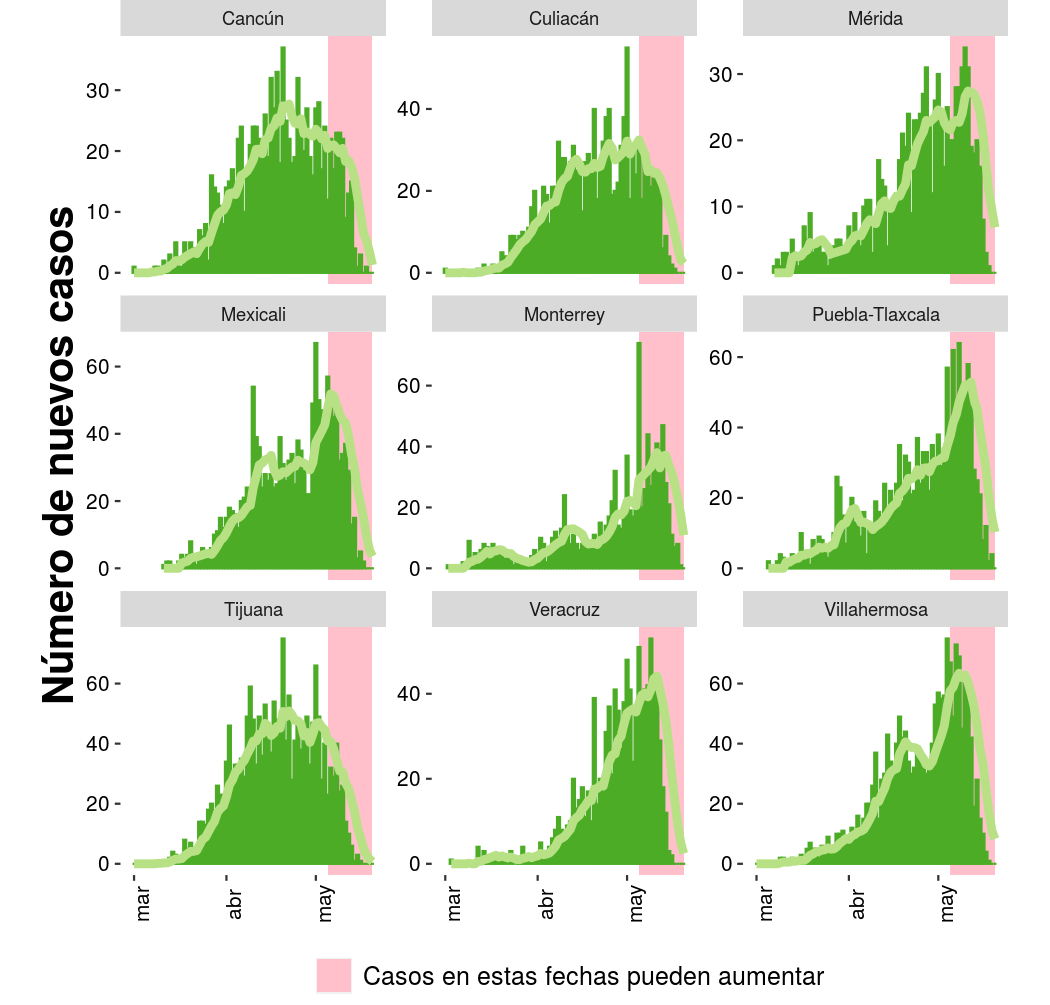 Cancún
Culiacán
Mérida
30
20
10
0
40
20
0
30
20
10
0
Número de nuevos casos
Mexicali
Monterrey
Puebla-Tlaxcala
60
40
20
0
60
40
20
0
60
40
20
0
Tijuana
Veracruz
Villahermosa
60
40
20
0
40
20
0
60
40
20
0
mar
abr
may
mar
abr
may
mar
abr
may
Casos en estas fechas pueden aumentar